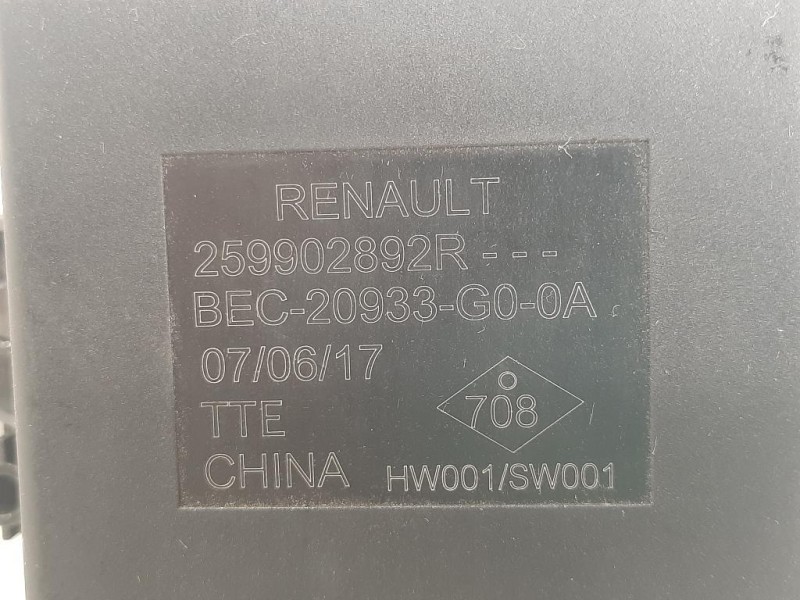 RENAULT
259902892R - - -
BEC-20933-G0-0A
07/06/17
TTE
708
CHINA
HW001/SW001